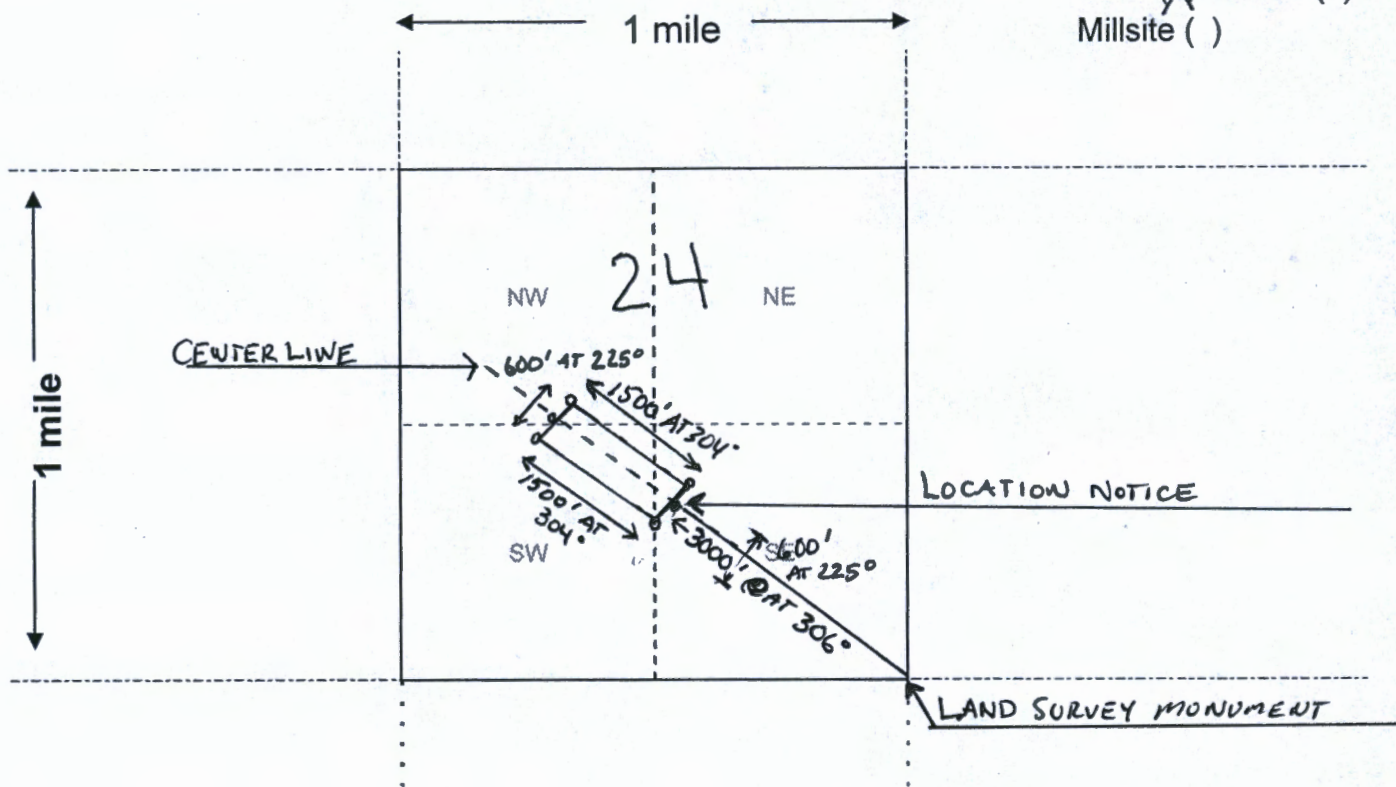 1 mile
Millsite ( )
24
NW
NE
CENTER LINE
600' AT 225°
1500' AT 304°
1 mile
LOCATION NOTICE
1500' AT
304°
SW
600'
AT 225°
3000' @ AT 306°
LAND SURVEY MONUMENT